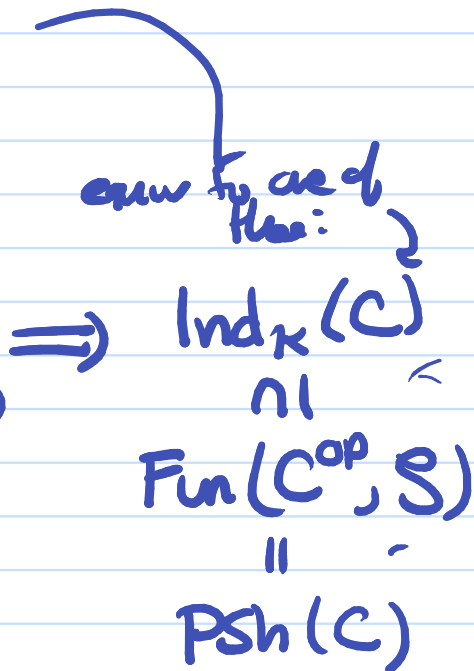 equiv to one of
these:
⇒ Ind_κ(C)
∩|
Fun(C^op, S)
||
PSh(C)